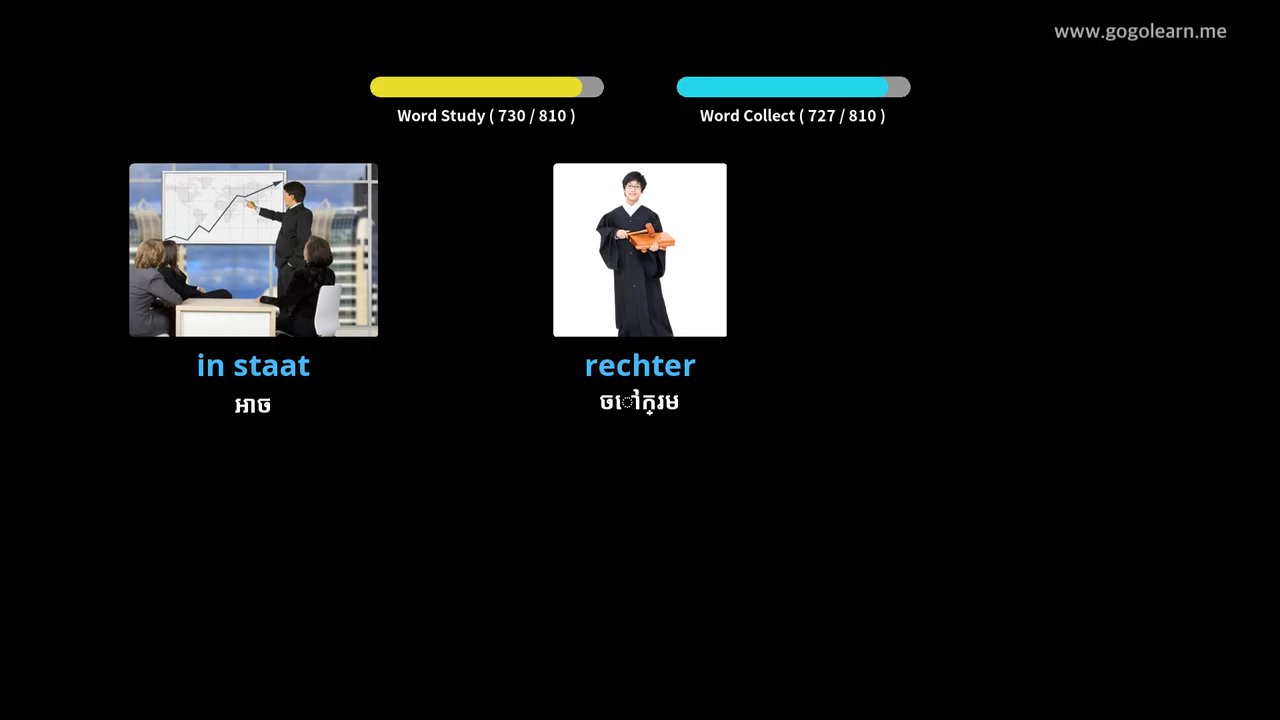 www.gogolearn.me
Word Study ( 730 / 810 )
Word Collect ( 727 / 810 )
in staat
អាច
rechter
ចៅក្រម